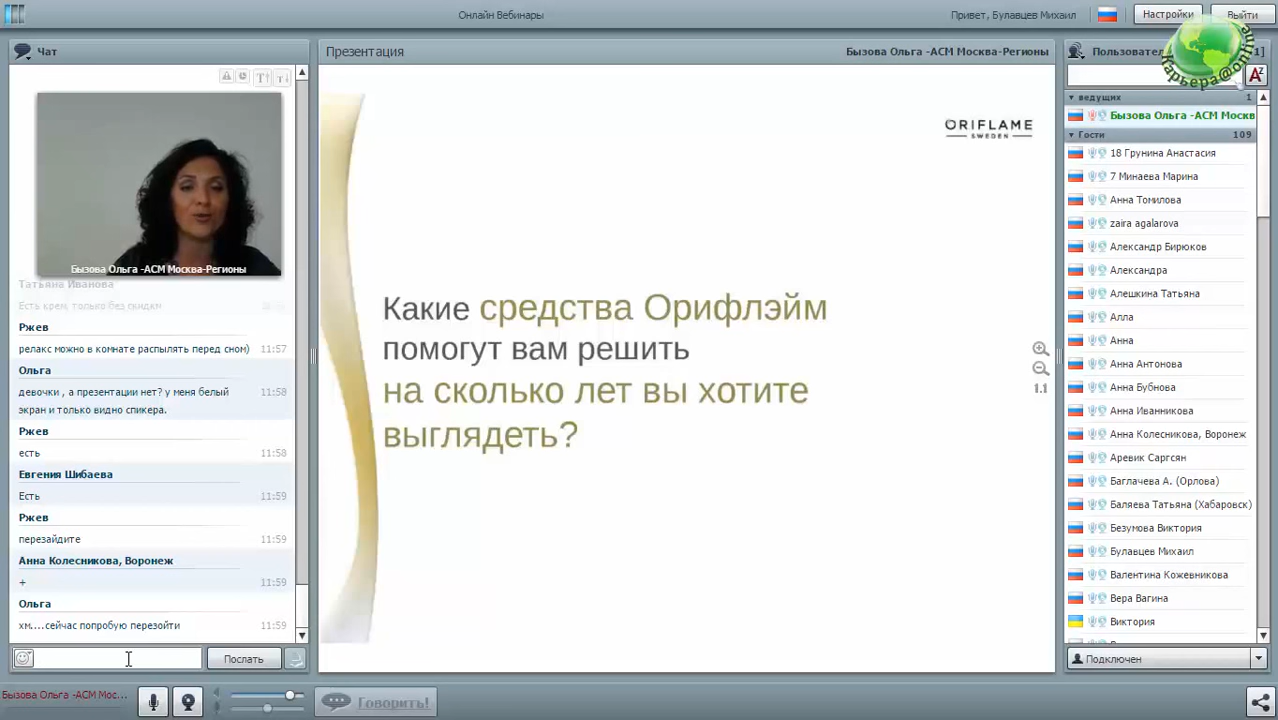 Онлайн Вебинары
Привет, Булавцев Михаил
Настройки
Выйти
Чат
Бызова Ольга -АСМ Москва-Регионы
Татьяна Иванова
Есть крем, только без скидки
Ржев
релакс можно в комнате распылять перед сном) 11:57
Ольга
девочки , а презентации нет? у меня белый 11:58
экран и только видно спикера.
Ржев
есть 11:58
Евгения Шибаева
Есть 11:59
Ржев
перезайдите 11:59
Анна Колесникова, Воронеж
+ 11:59
Ольга
хм....сейчас попробую перезойти 11:59
Послать
Бызова Ольга -АСМ Мос...
Говорить!
Презентация
Бызова Ольга -АСМ Москва-Регионы
ORIFLAME
SWEDEN
Какие средства Орифлэйм
помогут вам решить
на сколько лет вы хотите
выглядеть?
1.1
Карьера@online
ведущих 1
Бызова Ольга -АСМ Москв
Гости 109
18 Грунина Анастасия
7 Минаева Марина
Анна Томилова
zaira agalarova
Александр Бирюков
Александра
Алешкина Татьяна
Алла
Анна
Анна Антонова
Анна Бубнова
Анна Иванникова
Анна Колесникова, Воронеж
Аревик Саргсян
Баглачева А. (Орлова)
Баляева Татьяна (Хабаровск)
Безумова Виктория
Булавцев Михаил
Валентина Кожевникова
Вера Вагина
Виктория
Подключен